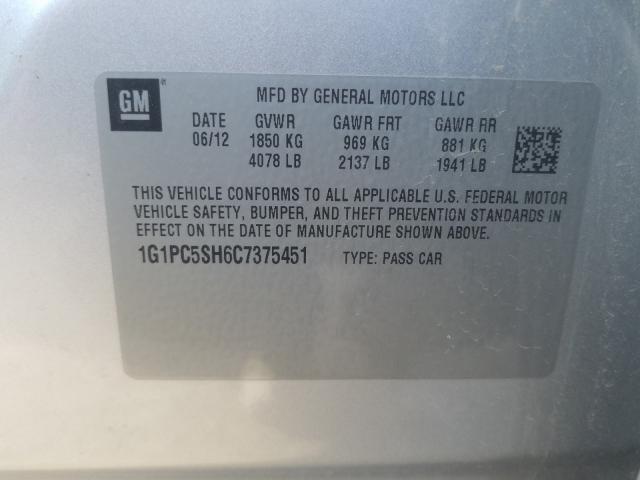 GM
MFD BY GENERAL MOTORS LLC
DATE GVWR GAWR FRT GAWR RR
06/12 1850 KG 969 KG 881 KG
4078 LB 2137 LB 1941 LB
THIS VEHICLE CONFORMS TO ALL APPLICABLE U.S. FEDERAL MOTOR
VEHICLE SAFETY, BUMPER, AND THEFT PREVENTION STANDARDS IN
EFFECT ON THE DATE OF MANUFACTURE SHOWN ABOVE.
1G1PC5SH6C7375451 TYPE: PASS CAR